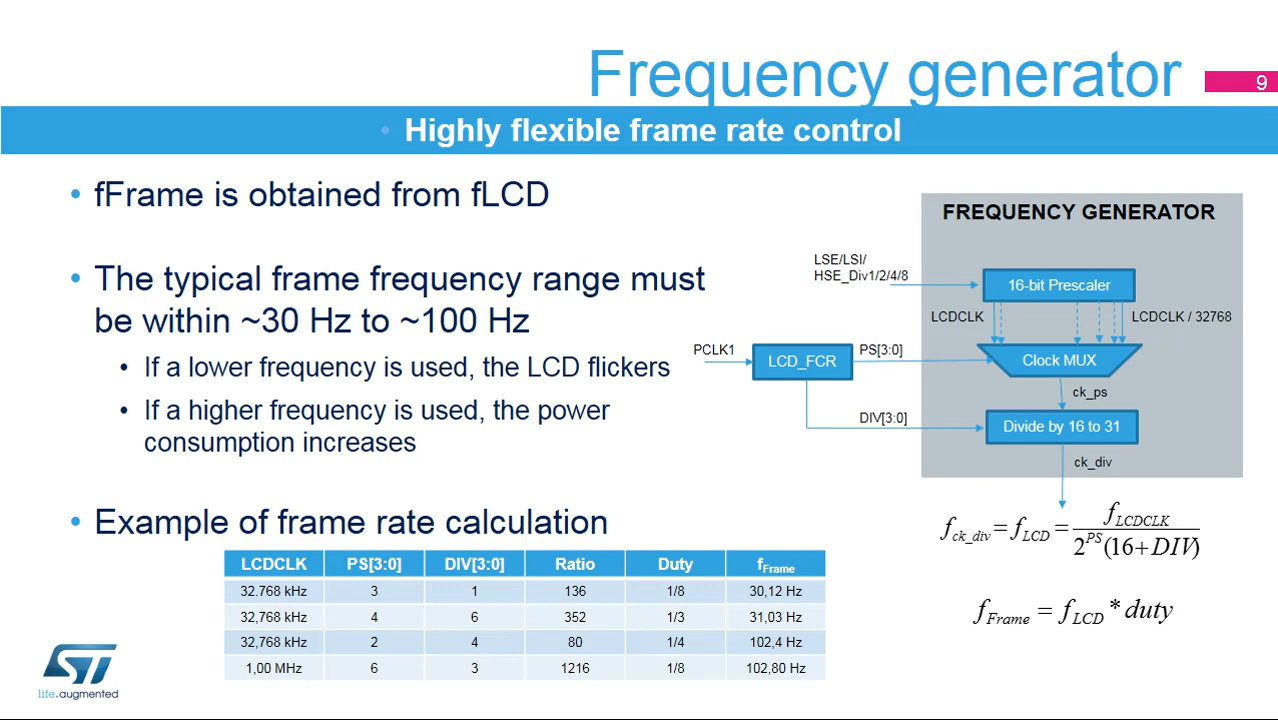 Frequency generator
9
• Highly flexible frame rate control
• fFrame is obtained from fLCD
• The typical frame frequency range must
be within ~30 Hz to ~100 Hz
• If a lower frequency is used, the LCD flickers
• If a higher frequency is used, the power
consumption increases
• Example of frame rate calculation
LCDCLK PS[3:0] DIV[3:0] Ratio Duty fFrame
32.768 kHz 3 1 136 1/8 30,12 Hz
32,768 kHz 4 6 352 1/3 31,03 Hz
32,768 kHz 2 4 80 1/4 102,4 Hz
1,00 MHz 6 3 1216 1/8 102,80 Hz
FREQUENCY GENERATOR
LSE/LSI/
HSE_Div1/2/4/8
16-bit Prescaler
LCDCLK
LCDCLK / 32768
PCLK1
LCD_FCR
PS[3:0]
Clock MUX
ck_ps
DIV[3:0]
Divide by 16 to 31
ck_div
f_ck_div = f_LCD = f_LCDCLK / 2^PS (16+DIV)
f_Frame = f_LCD * duty
ST
life.augmented